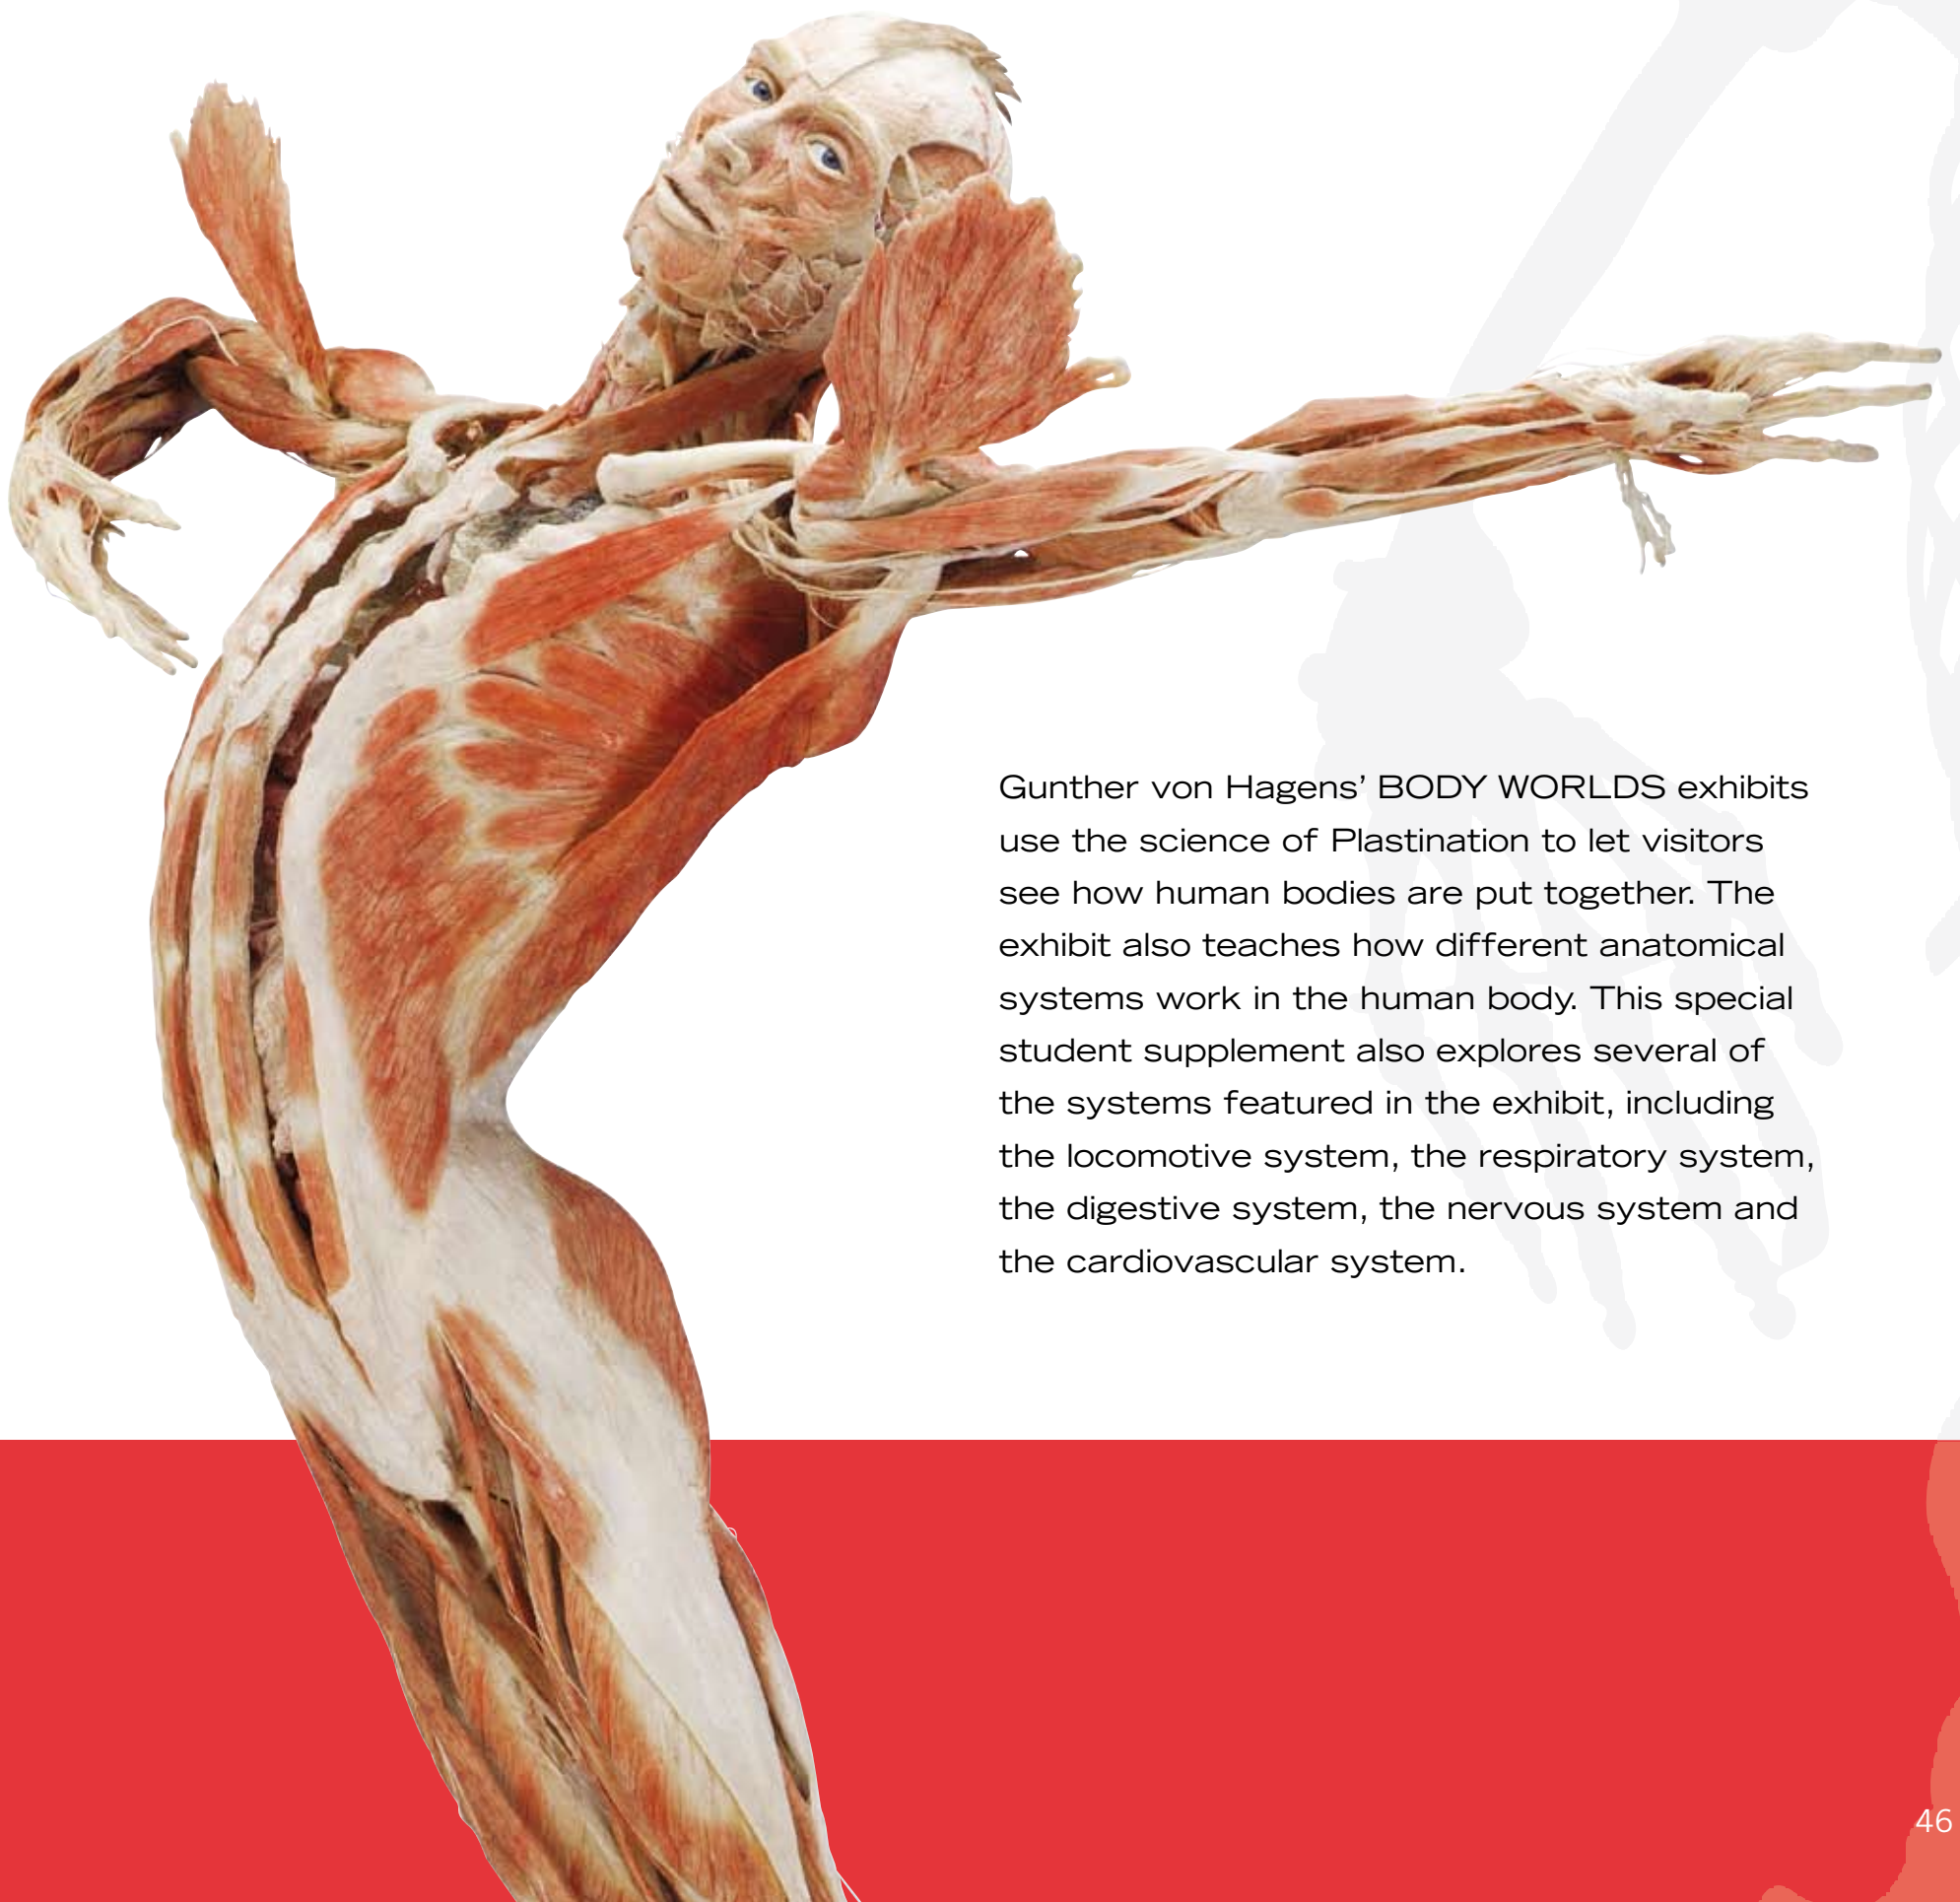 Gunther von Hagens’ BODY WORLDS exhibits
use the science of Plastination to let visitors
see how human bodies are put together. The
exhibit also teaches how different anatomical
systems work in the human body. This special
student supplement also explores several of
the systems featured in the exhibit, including
the locomotive system, the respiratory system,
the digestive system, the nervous system and
the cardiovascular system.
46